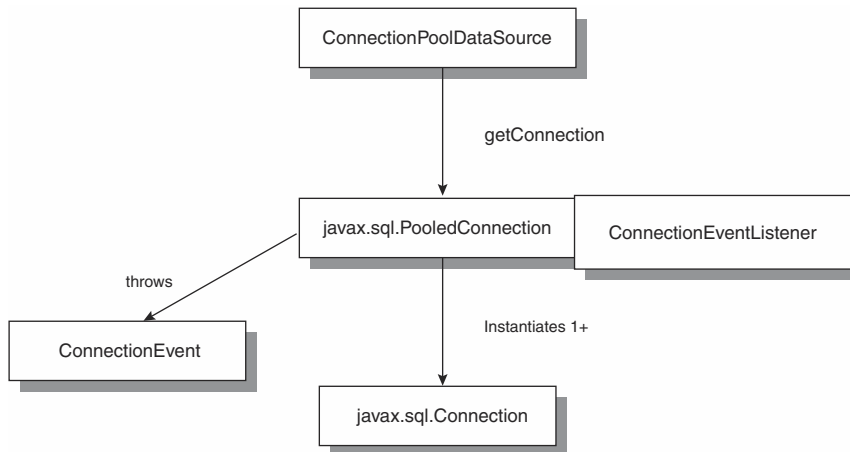 ConnectionPoolDataSource
getConnection
javax.sql.PooledConnection
ConnectionEventListener
throws
Instantiates 1+
ConnectionEvent
javax.sql.Connection